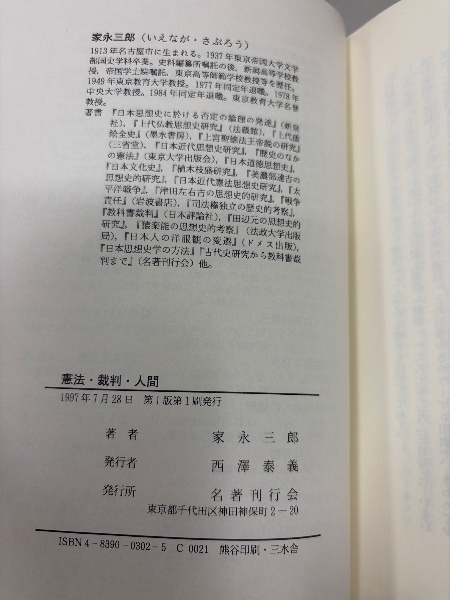 家永三郎（いえなが・さぶろう）
1913年名古屋市に生まれる。1937年東京帝国大学文学
部国史学科卒業。史料編纂所嘱託の後、新潟高等学校教
授、帝国学士院嘱託、東京高等師範学校教授等を歴任。
1949年東京教育大学教授。1977年同定年退職。1978年
中央大学教授。1984年同定年退職。東京教育大学名誉
教授。
著書 『日本思想史に於ける否定の論理の発達』（新泉
社）、『上代仏教思想史研究』（法蔵館）、『上代倭
絵全史』（墨水書房）、『上宮聖徳法王帝説の研究』
（三省堂）、『日本近代思想史研究』、『歴史のなか
の憲法』（東京大学出版会）、『日本道徳思想史』、
『日本文化史』、『植木枝盛研究』、『美濃部達吉の
思想史的研究』、『日本近代憲法思想史研究』、『太
平洋戦争』、『津田左右吉の思想史的研究』、『戦争
責任』（岩波書店）、『司法権独立の歴史的考察』、
『教科書裁判』（日本評論社）、『田辺元の思想史的
研究』、『猿楽能の思想史的考察』（法政大学出版
局）、『日本人の洋服観の変遷』（ドメス出版）、
『日本思想史学の方法』『古代史研究から教科書裁
判まで』（名著刊行会）他。
憲法・裁判・人間
1997年7月28日 第1版第1刷発行
著者 家永三郎
発行者 西澤泰義
発行所 名著刊行会
東京都千代田区神田神保町2−20
ISBN4-8390-0302-5 C0021 熊谷印刷・三水舎